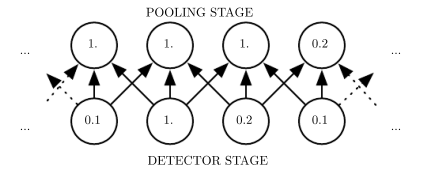 POOLING STAGE
... 1. 1. 1. 0.2 ...
... 0.1 1. 0.2 0.1 ...
DETECTOR STAGE